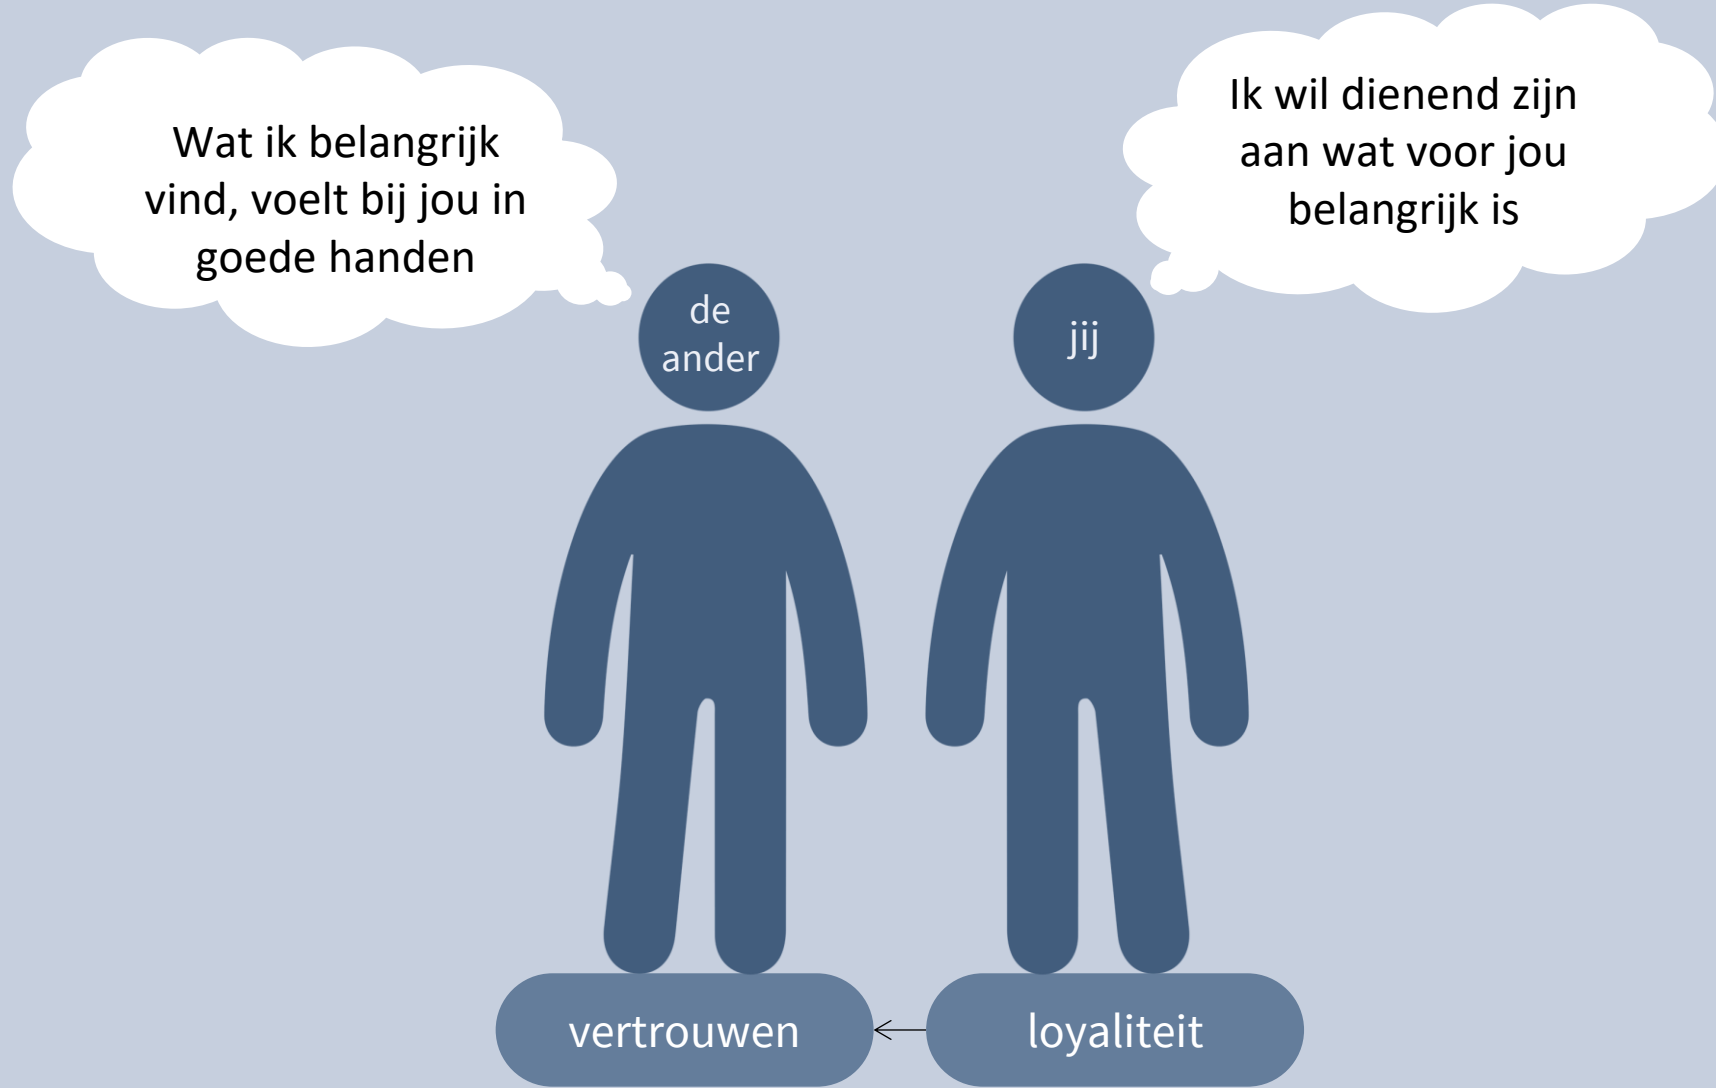 Wat ik belangrijk
vind, voelt bij jou in
goede handen
Ik wil dienend zijn
aan wat voor jou
belangrijk is
de
ander
jij
vertrouwen
loyaliteit